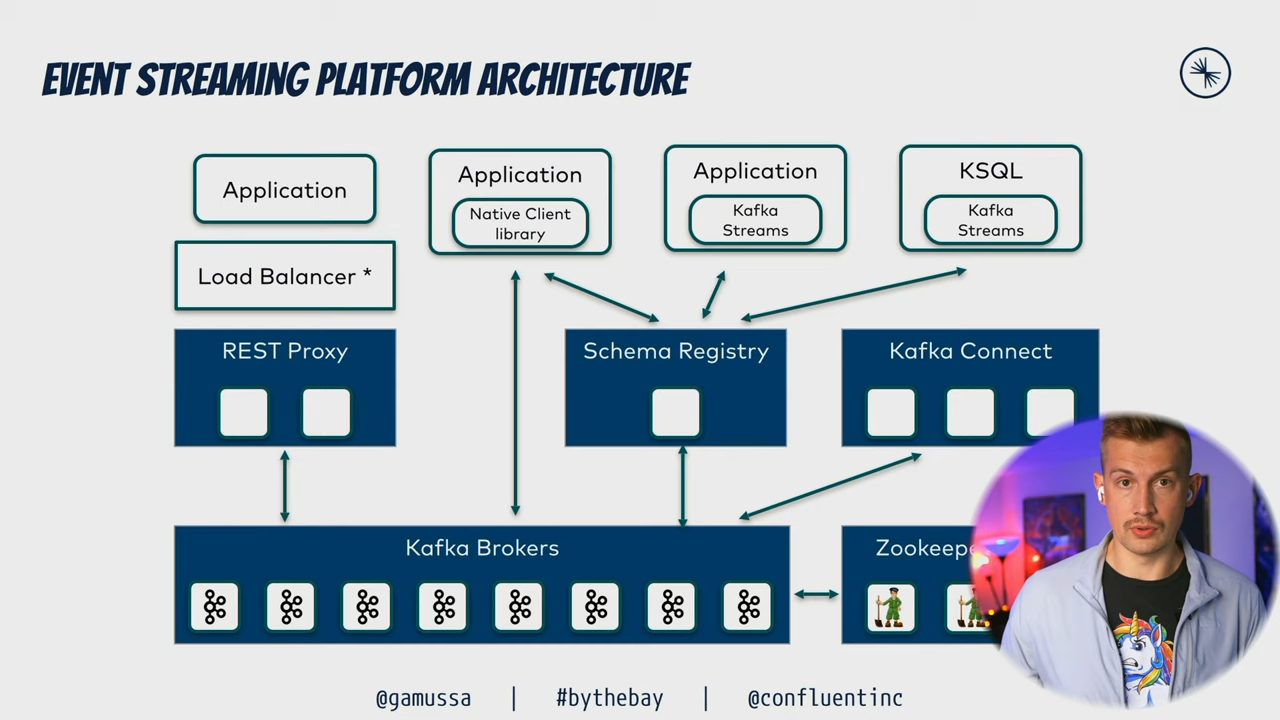 EVENT STREAMING PLATFORM ARCHITECTURE
Application
Load Balancer *
REST Proxy
Application
Native Client
library
Application
Kafka
Streams
KSQL
Kafka
Streams
Schema Registry
Kafka Connect
Kafka Brokers
Zookeepe
@gamussa | #bythebay | @confluentinc